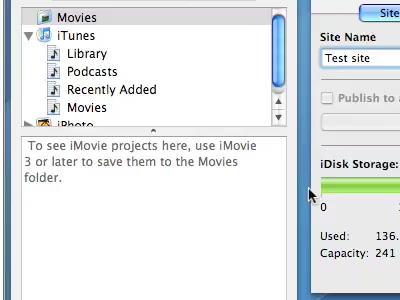 Movies
iTunes
Library
Podcasts
Recently Added
Movies
iPhoto
To see iMovie projects here, use iMovie
3 or later to save them to the Movies
folder.
Site
Site Name
Test site
Publish to a
iDisk Storage:
0
Used: 136.
Capacity: 241